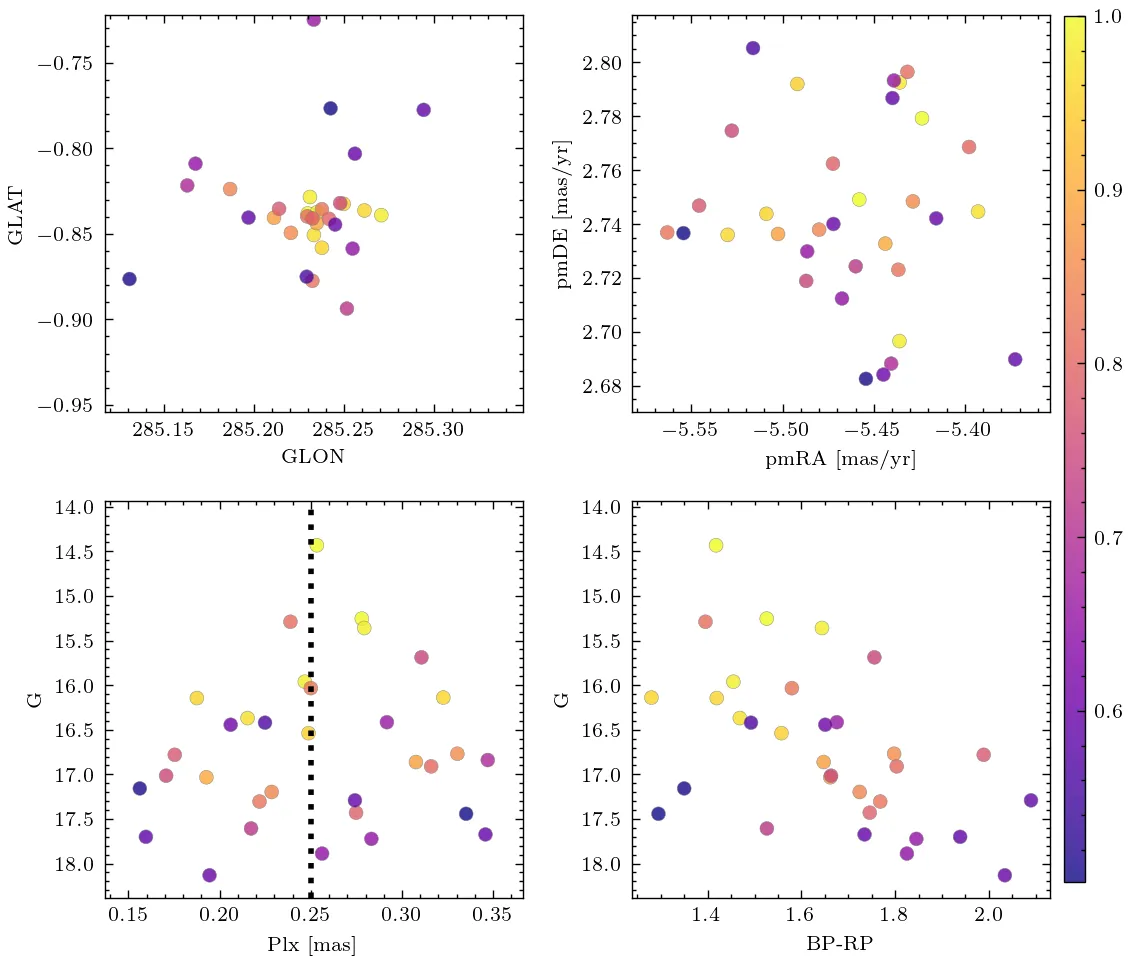 −0.75
−0.80
−0.85
−0.90
−0.95
GLAT
285.15 285.20 285.25 285.30
GLON
2.80
2.78
2.76
2.74
2.72
2.70
2.68
pmDE [mas/yr]
−5.55 −5.50 −5.45 −5.40
pmRA [mas/yr]
14.0
14.5
15.0
15.5
16.0
16.5
17.0
17.5
18.0
G
0.15 0.20 0.25 0.30 0.35
Plx [mas]
14.0
14.5
15.0
15.5
16.0
16.5
17.0
17.5
18.0
G
1.4 1.6 1.8 2.0
BP-RP
1.0
0.9
0.8
0.7
0.6